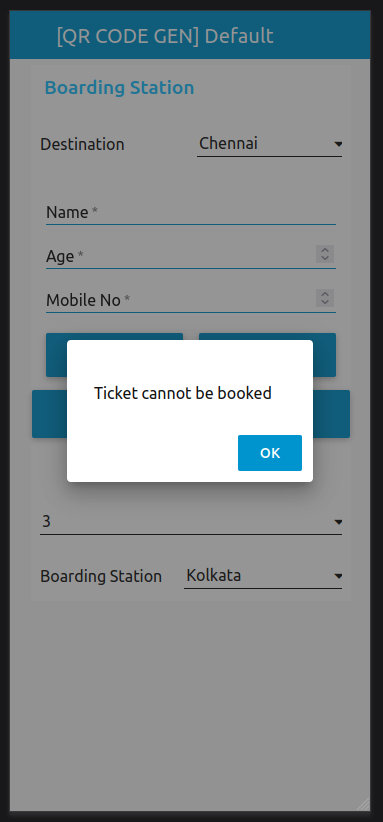 [QR CODE GEN] Default
Boarding Station
Destination Chennai
Name *
Age *
Mobile No *
Ticket cannot be booked
OK
3
Boarding Station Kolkata